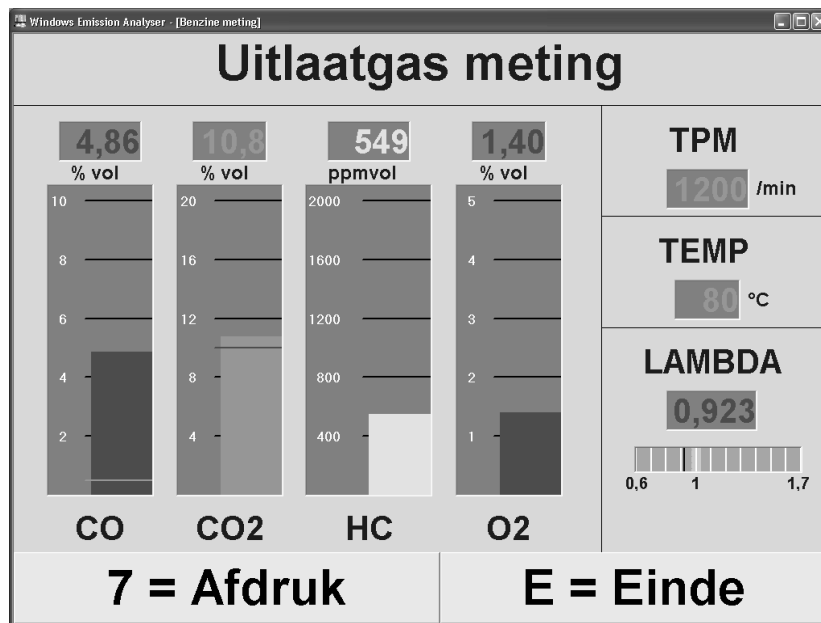 Windows Emission Analyser - [Benzine meting]
Uitlaatgas meting
4,86 10,8 549 1,40
% vol % vol ppmvol % vol
10 20 2000 5
8 16 1600 4
6 12 1200 3
4 8 800 2
2 4 400 1
CO CO2 HC O2
TPM
1200 /min
TEMP
80 °C
LAMBDA
0,923
0,6 1 1,7
7 = Afdruk E = Einde